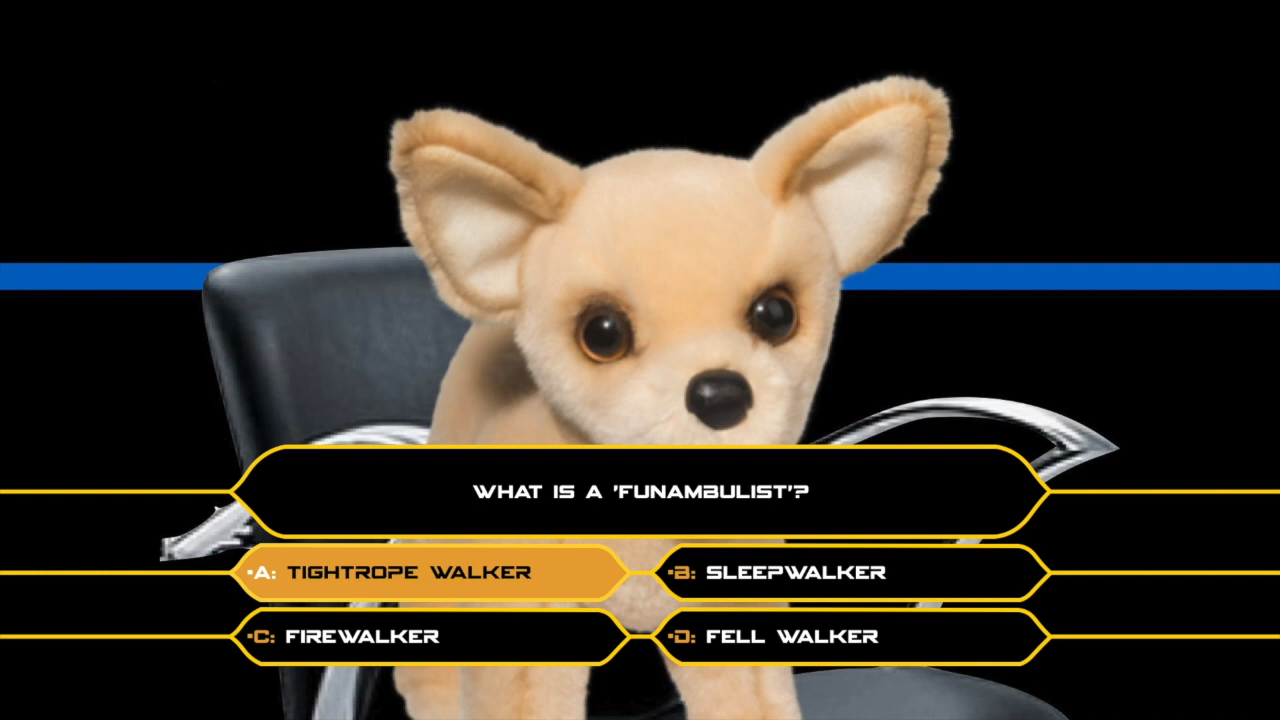 WHAT IS A 'FUNAMBULIST'?
•A: TIGHTROPE WALKER
•B: SLEEPWALKER
•C: FIREWALKER
•D: FELL WALKER